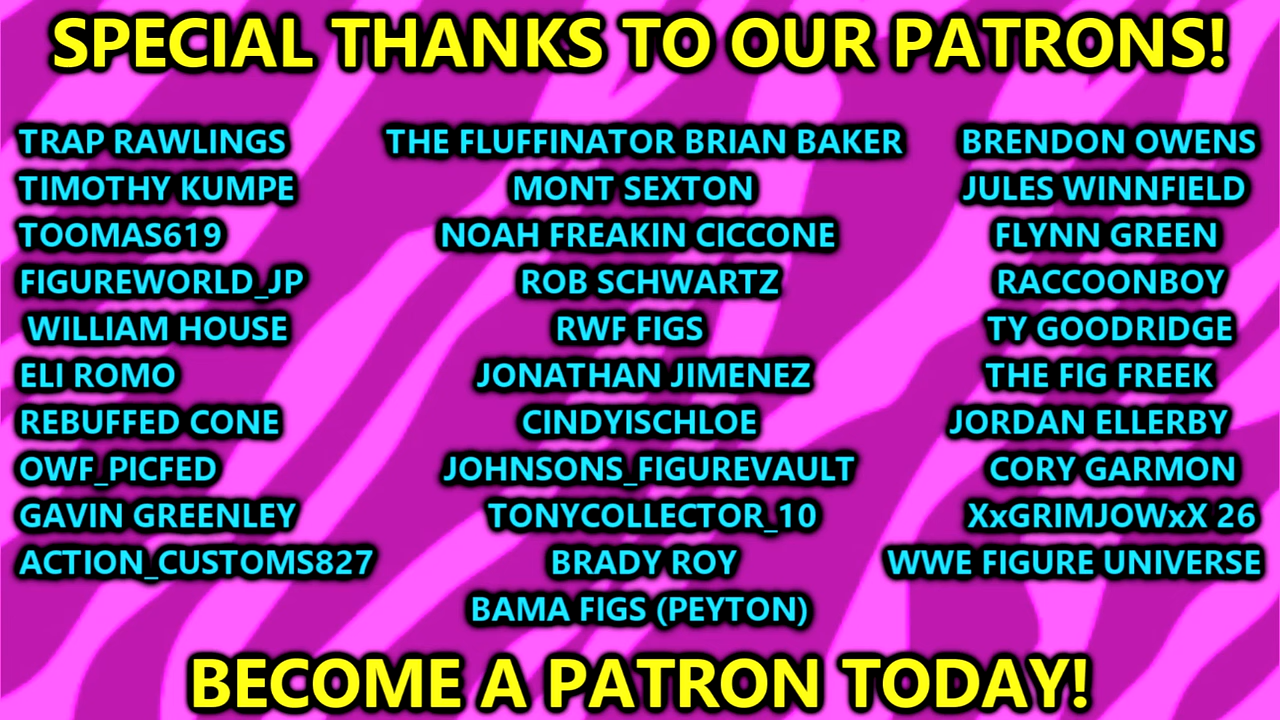 SPECIAL THANKS TO OUR PATRONS!
TRAP RAWLINGS
TIMOTHY KUMPE
TOOMAS619
FIGUREWORLD_JP
WILLIAM HOUSE
ELI ROMO
REBUFFED CONE
OWF_PICFED
GAVIN GREENLEY
ACTION_CUSTOMS827
THE FLUFFINATOR BRIAN BAKER
MONT SEXTON
NOAH FREAKIN CICCONE
ROB SCHWARTZ
RWF FIGS
JONATHAN JIMENEZ
CINDYISCHLOE
JOHNSONS_FIGUREVAULT
TONYCOLLECTOR_10
BRADY ROY
BAMA FIGS (PEYTON)
BRENDON OWENS
JULES WINNFIELD
FLYNN GREEN
RACCOONBOY
TY GOODRIDGE
THE FIG FREEK
JORDAN ELLERBY
CORY GARMON
XxGRIMJOWxX 26
WWE FIGURE UNIVERSE
BECOME A PATRON TODAY!